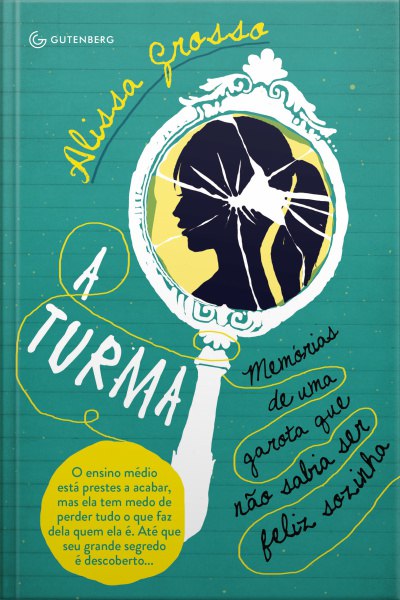 GUTENBERG
Alissa Grosso
A
TURMA
Memórias
de uma
garota que
não sabia ser
feliz sozinha
O ensino médio
está prestes a acabar,
mas ela tem medo de
perder tudo o que faz
dela quem ela é. Até que
seu grande segredo
é descoberto...